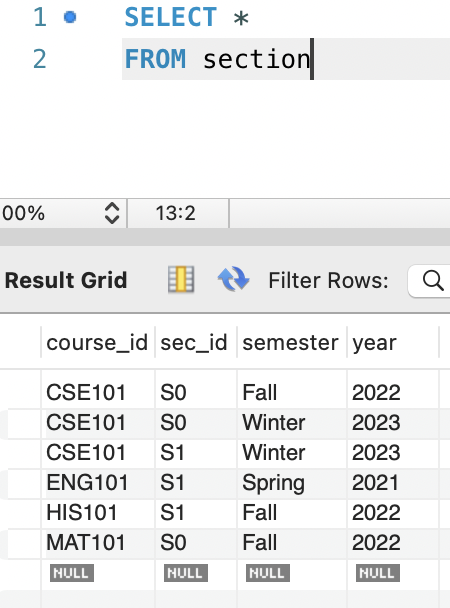 1 SELECT *
2 FROM section
00% 13:2
Result Grid Filter Rows:
course_id sec_id semester year
CSE101 S0 Fall 2022
CSE101 S0 Winter 2023
CSE101 S1 Winter 2023
ENG101 S1 Spring 2021
HIS101 S1 Fall 2022
MAT101 S0 Fall 2022
NULL NULL NULL NULL